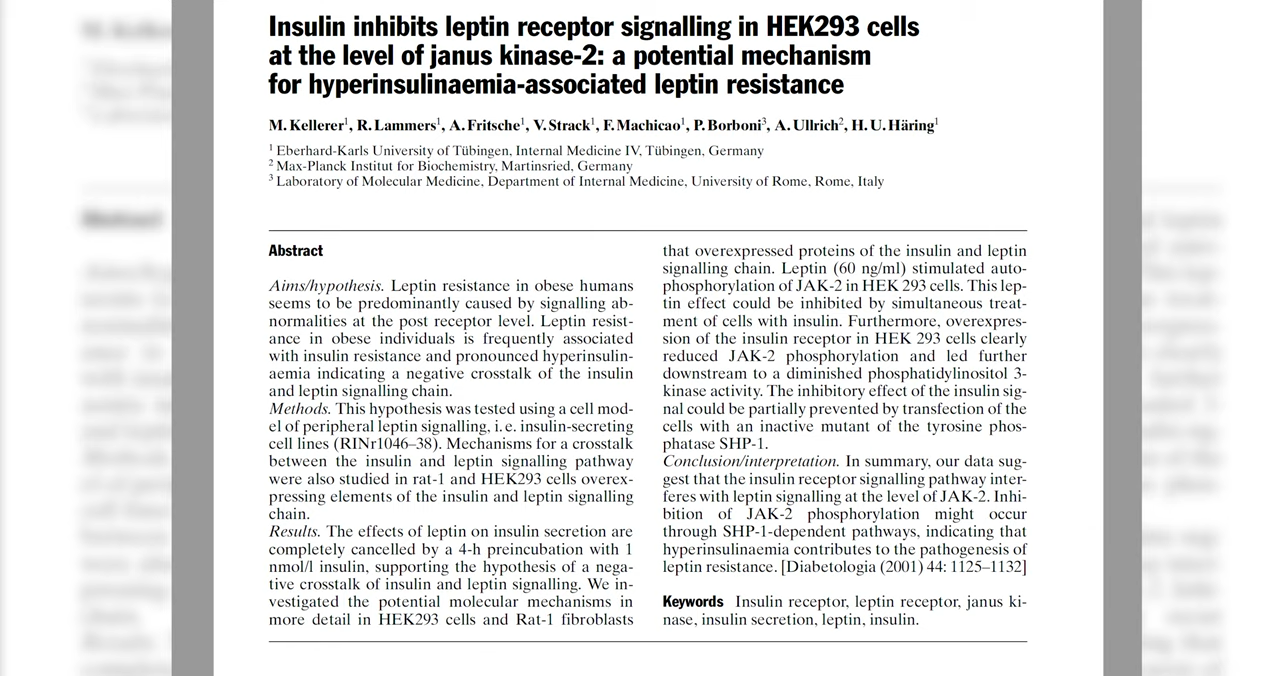 Insulin inhibits leptin receptor signalling in HEK293 cells
at the level of janus kinase-2: a potential mechanism
for hyperinsulinaemia-associated leptin resistance
M. Kellerer¹, R. Lammers¹, A. Fritsche¹, V. Strack¹, F. Machicao¹, P. Borboni³, A. Ullrich², H. U. Häring¹
¹ Eberhard-Karls University of Tübingen, Internal Medicine IV, Tübingen, Germany
² Max-Planck Institut for Biochemistry, Martinsried, Germany
³ Laboratory of Molecular Medicine, Department of Internal Medicine, University of Rome, Rome, Italy
Abstract
Aims/hypothesis. Leptin resistance in obese humans
seems to be predominantly caused by signalling ab-
normalities at the post receptor level. Leptin resist-
ance in obese individuals is frequently associated
with insulin resistance and pronounced hyperinsulin-
aemia indicating a negative crosstalk of the insulin
and leptin signalling chain.
Methods. This hypothesis was tested using a cell mod-
el of peripheral leptin signalling, i. e. insulin-secreting
cell lines (RINr1046–38). Mechanisms for a crosstalk
between the insulin and leptin signalling pathway
were also studied in rat-1 and HEK293 cells overex-
pressing elements of the insulin and leptin signalling
chain.
Results. The effects of leptin on insulin secretion are
completely cancelled by a 4-h preincubation with 1
nmol/l insulin, supporting the hypothesis of a nega-
tive crosstalk of insulin and leptin signalling. We in-
vestigated the potential molecular mechanisms in
more detail in HEK293 cells and Rat-1 fibroblasts
that overexpressed proteins of the insulin and leptin
signalling chain. Leptin (60 ng/ml) stimulated auto-
phosphorylation of JAK-2 in HEK 293 cells. This lep-
tin effect could be inhibited by simultaneous treat-
ment of cells with insulin. Furthermore, overexpres-
sion of the insulin receptor in HEK 293 cells clearly
reduced JAK-2 phosphorylation and led further
downstream to a diminished phosphatidylinositol 3-
kinase activity. The inhibitory effect of the insulin sig-
nal could be partially prevented by transfection of the
cells with an inactive mutant of the tyrosine phos-
phatase SHP-1.
Conclusion/interpretation. In summary, our data sug-
gest that the insulin receptor signalling pathway inter-
feres with leptin signalling at the level of JAK-2. Inhi-
bition of JAK-2 phosphorylation might occur
through SHP-1-dependent pathways, indicating that
hyperinsulinaemia contributes to the pathogenesis of
leptin resistance. [Diabetologia (2001) 44: 1125–1132]
Keywords Insulin receptor, leptin receptor, janus ki-
nase, insulin secretion, leptin, insulin.